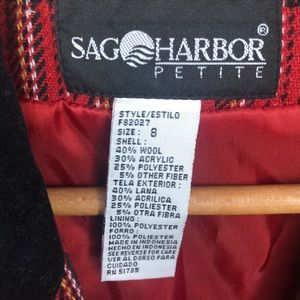 SAG HARBOR®
PETITE
STYLE/ESTILO
F82027
SIZE: 8
SHELL:
40% WOOL
30% ACRYLIC
25% POLYESTER
5% OTHER FIBER
TELA EXTERIOR:
40% LANA
30% ACRILICA
25% POLIESTER
5% OTRA FIBRA
LINING:
100% POLYESTER
FORRO:
100% POLIESTER
MADE IN INDONESIA
HECHO EN INDONESIA
SEE REVERSE FOR CARE
VER AL DORSO PARA
CUIDADO
RN 51735